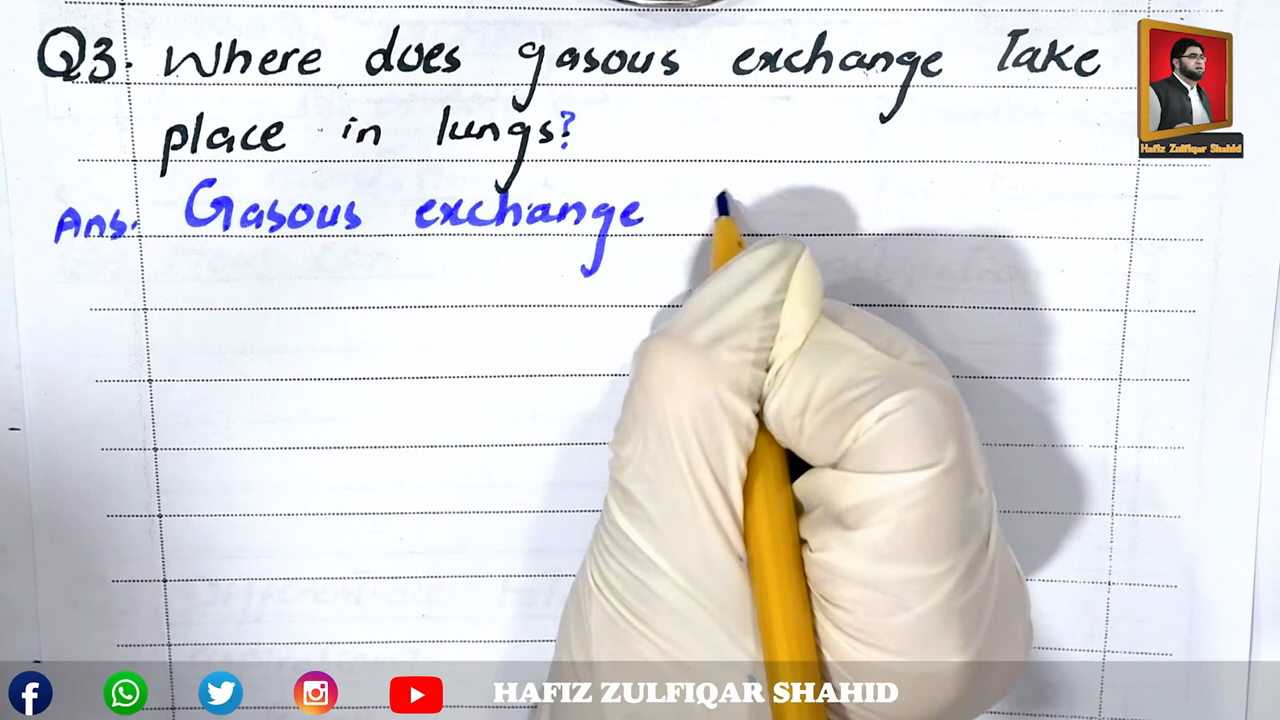 Q3. Where does gasous exchange Take
place in lungs?
Ans. Gasous exchange
Hafiz Zulfiqar Shahid
HAFIZ ZULFIQAR SHAHID